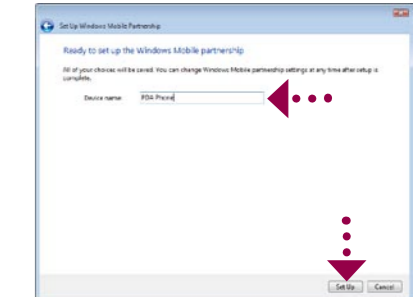 Set Up Windows Mobile Partnership
Ready to set up the Windows Mobile partnership
All of your choices will be saved. You can change Windows Mobile partnership settings at any time after setup is
complete.
Device name: PDA Phone
Set Up Cancel